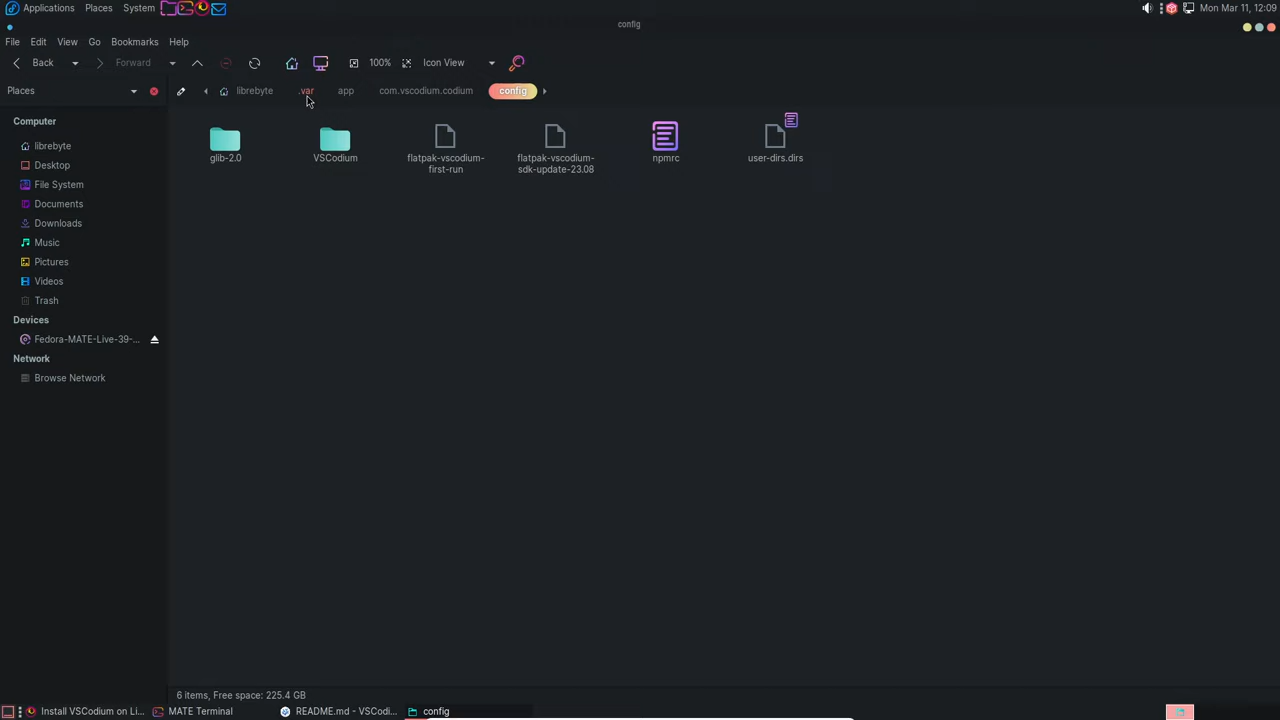 Applications Places System Mon Mar 11, 12:09
config
File Edit View Go Bookmarks Help
Back Forward 100% Icon View
Places librebyte .var app com.vscodium.codium config
Computer
librebyte
Desktop
File System
Documents
Downloads
Music
Pictures
Videos
Trash
Devices
Fedora-MATE-Live-39-...
Network
Browse Network
glib-2.0
VSCodium
flatpak-vscodium-
first-run
flatpak-vscodium-
sdk-update-23.08
npmrc
user-dirs.dirs
6 items, Free space: 225.4 GB
Install VSCodium on Li... MATE Terminal README.md - VSCodi... config